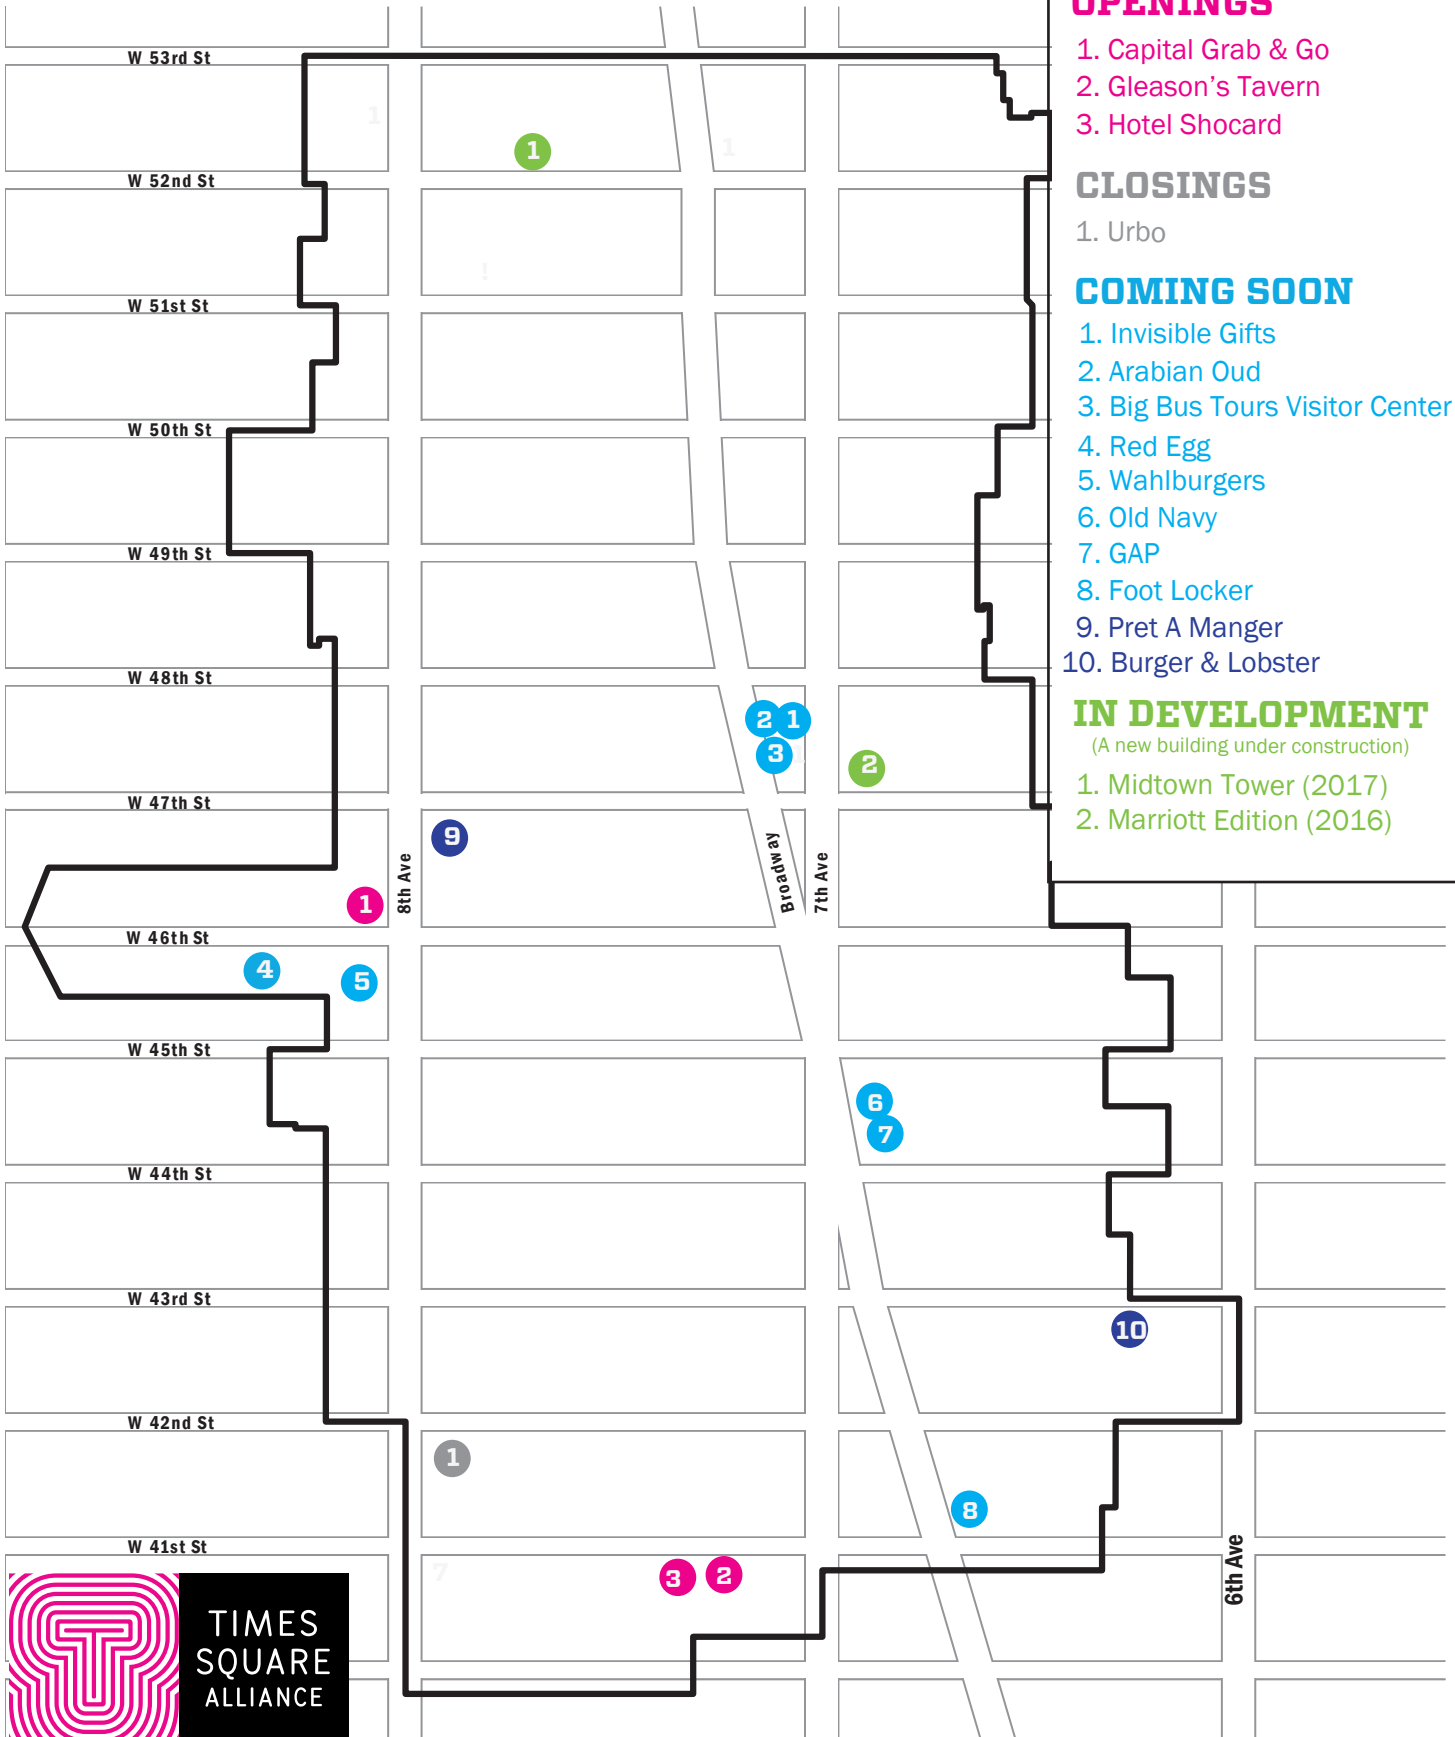 OPENINGS
1. Capital Grab & Go
2. Gleason's Tavern
3. Hotel Shocard
CLOSINGS
1. Urbo
COMING SOON
1. Invisible Gifts
2. Arabian Oud
3. Big Bus Tours Visitor Center
4. Red Egg
5. Wahlburgers
6. Old Navy
7. GAP
8. Foot Locker
9. Pret A Manger
10. Burger & Lobster
IN DEVELOPMENT
(A new building under construction)
1. Midtown Tower (2017)
2. Marriott Edition (2016)
W 53rd St
1
1
1
W 52nd St
!
W 51st St
W 50th St
W 49th St
W 48th St
2 1
3 1
2
W 47th St
9
8th Ave
Broadway
7th Ave
1
W 46th St
4
5
W 45th St
6
7
W 44th St
W 43rd St
10
W 42nd St
1
8
W 41st St
7
3 2
6th Ave
TIMES
SQUARE
ALLIANCE